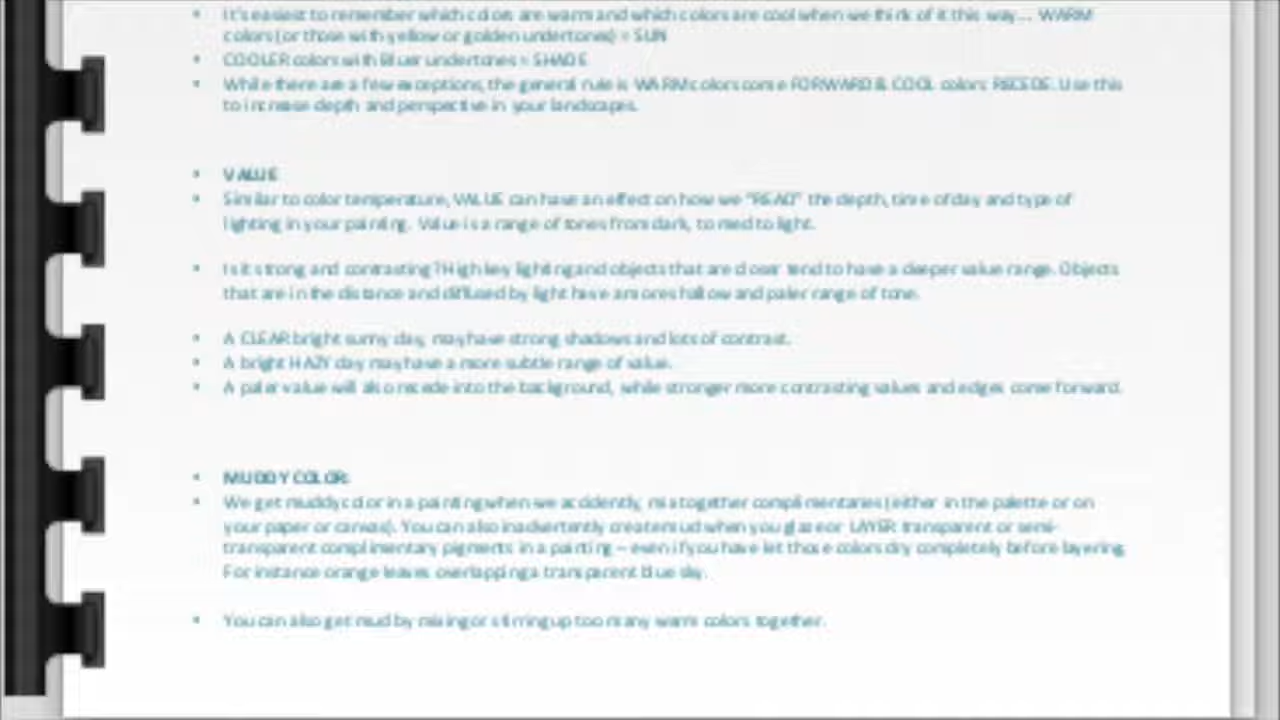 • It's easiest to remember which colors are warm and which colors are cool when we think of it this way... WARM
colors (or those with yellow or golden undertones) = SUN
• COOLER colors with Bluer undertones = SHADE
• While there are a few exceptions, the general rule is WARM colors come FORWARD & COOL colors RECEDE. Use this
to increase depth and perspective in your landscapes.
• VALUE
• Similar to color temperature, VALUE can have an effect on how we "READ" the depth, time of day and type of
lighting in your painting. Value is a range of tones from dark, to med to light.
• Is it strong and contrasting? High key lighting and objects that are closer tend to have a deeper value range. Objects
that are in the distance and diffused by light have a more shallow and paler range of tone.
• A CLEAR bright sunny day, may have strong shadows and lots of contrast.
• A bright HAZY day may have a more subtle range of value.
• A paler value will also recede into the background, while stronger more contrasting values and edges come forward.
• MUDDY COLOR:
• We get muddy color in a painting when we accidently, mix together complimentaries (either in the palette or on
your paper or canvas). You can also inadvertently create mud when you glaze or LAYER transparent or semi-
transparent complimentary pigments in a painting – even if you have let those colors dry completely before layering.
For instance orange leaves overlapping a transparent blue sky.
• You can also get mud by mixing or stirring up too many warm colors together.